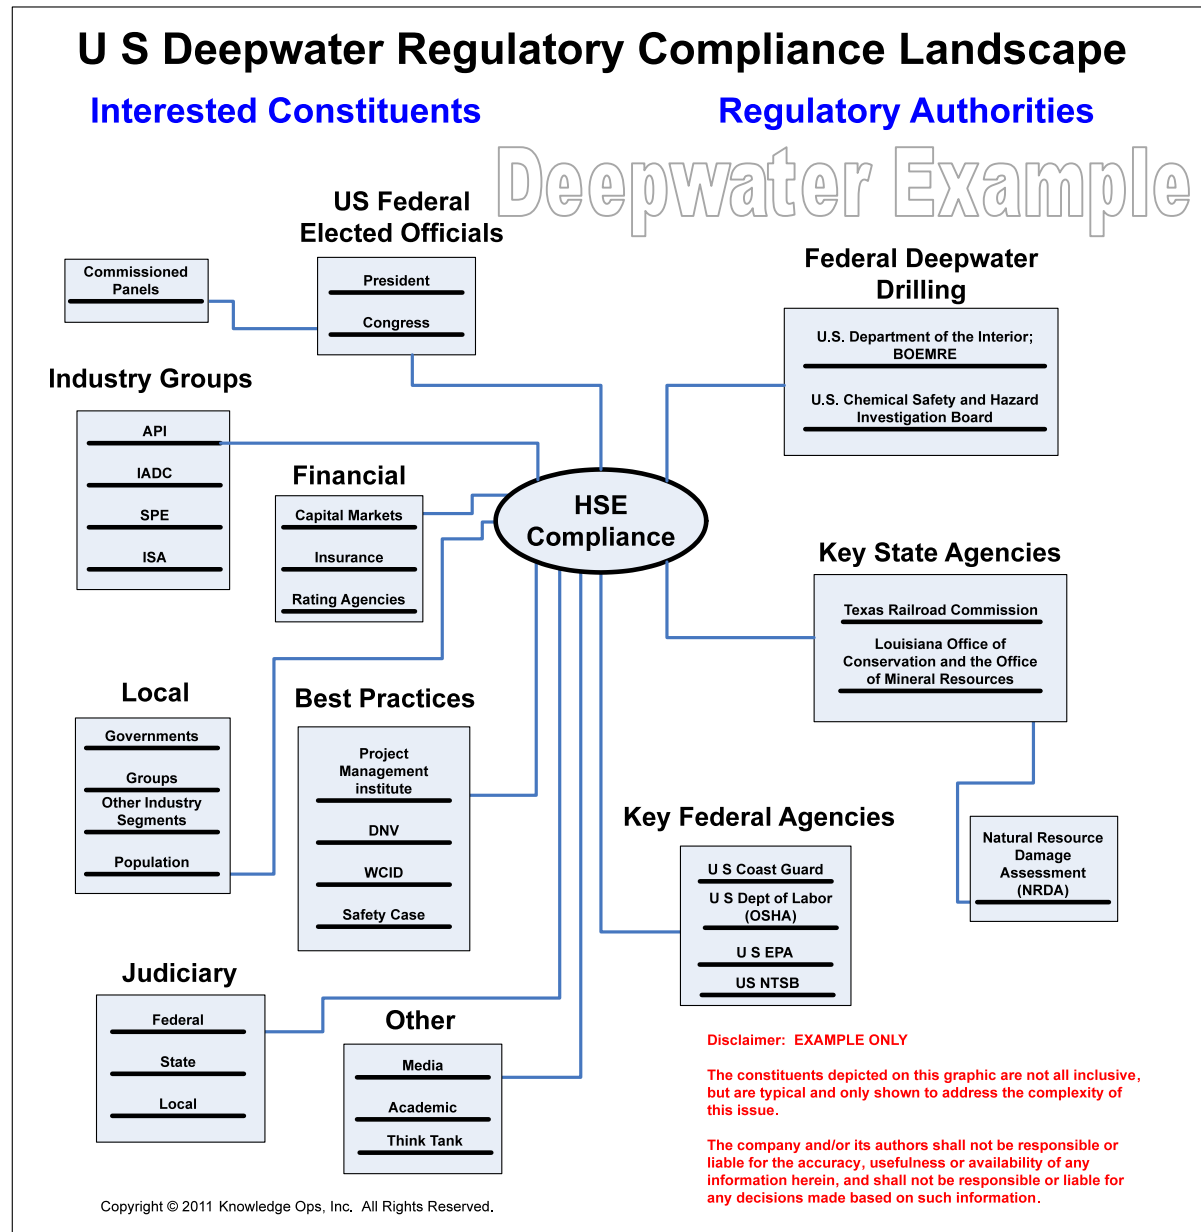 U S Deepwater Regulatory Compliance Landscape
Interested Constituents
Regulatory Authorities
Deepwater Example
US Federal
Elected Officials
Commissioned
Panels
President
Congress
Industry Groups
API
IADC
SPE
ISA
Financial
Capital Markets
Insurance
Rating Agencies
HSE
Compliance
Local
Governments
Groups
Other Industry
Segments
Population
Best Practices
Project
Management
institute
DNV
WCID
Safety Case
Judiciary
Federal
State
Local
Other
Media
Academic
Think Tank
Federal Deepwater
Drilling
U.S. Department of the Interior;
BOEMRE
U.S. Chemical Safety and Hazard
Investigation Board
Key State Agencies
Texas Railroad Commission
Louisiana Office of
Conservation and the Office
of Mineral Resources
Natural Resource
Damage
Assessment
(NRDA)
Key Federal Agencies
U S Coast Guard
U S Dept of Labor
(OSHA)
U S EPA
US NTSB
Disclaimer:  EXAMPLE ONLY
The constituents depicted on this graphic are not all inclusive,
but are typical and only shown to address the complexity of
this issue.
The company and/or its authors shall not be responsible or
liable for the accuracy, usefulness or availability of any
information herein, and shall not be responsible or liable for
any decisions made based on such information.
Copyright © 2011 Knowledge Ops, Inc.  All Rights Reserved.